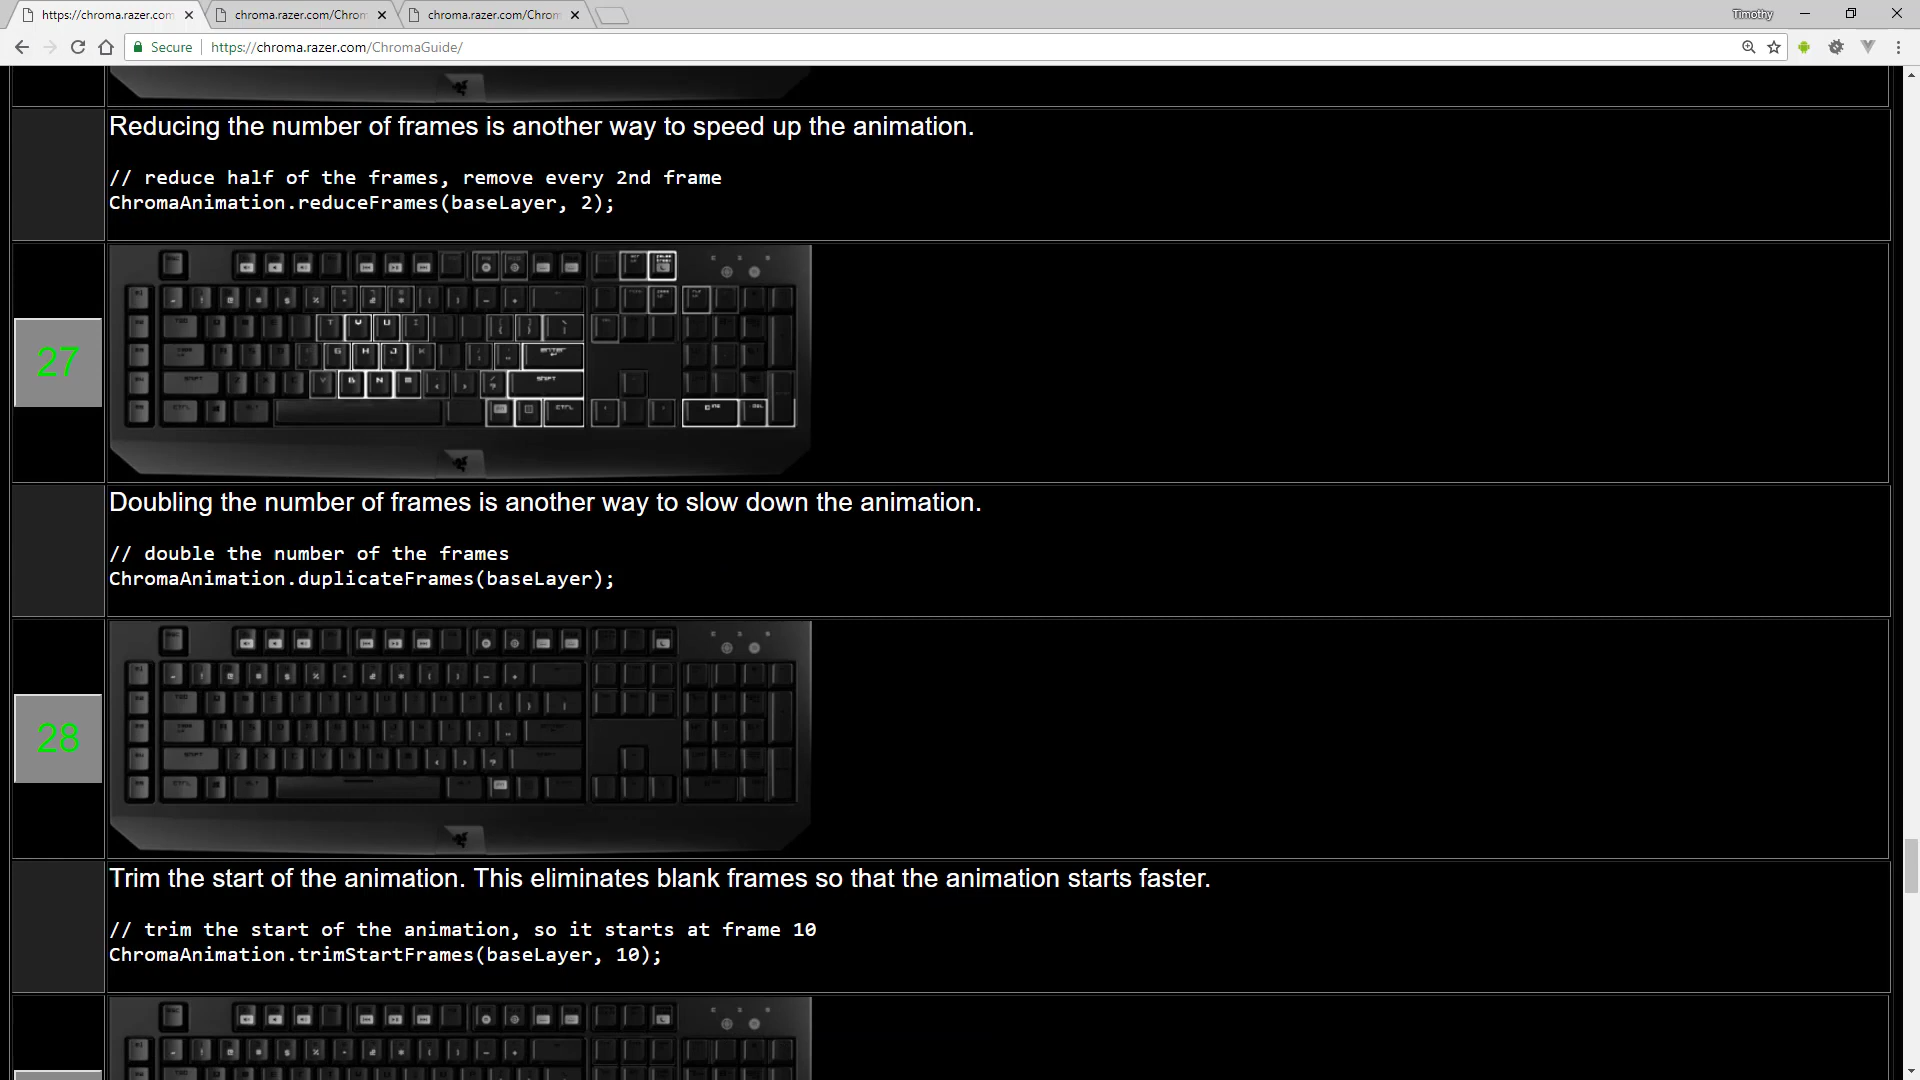 https://chroma.razer.com
chroma.razer.com/Chrom
chroma.razer.com/Chrom
Timothy
Secure
https://chroma.razer.com/ChromaGuide/
Reducing the number of frames is another way to speed up the animation.
// reduce half of the frames, remove every 2nd frame
ChromaAnimation.reduceFrames(baseLayer, 2);
27
T Y U I
G H J K
ENTER
V B N M
SHIFT
CTRL
Doubling the number of frames is another way to slow down the animation.
// double the number of the frames
ChromaAnimation.duplicateFrames(baseLayer);
28
Trim the start of the animation. This eliminates blank frames so that the animation starts faster.
// trim the start of the animation, so it starts at frame 10
ChromaAnimation.trimStartFrames(baseLayer, 10);